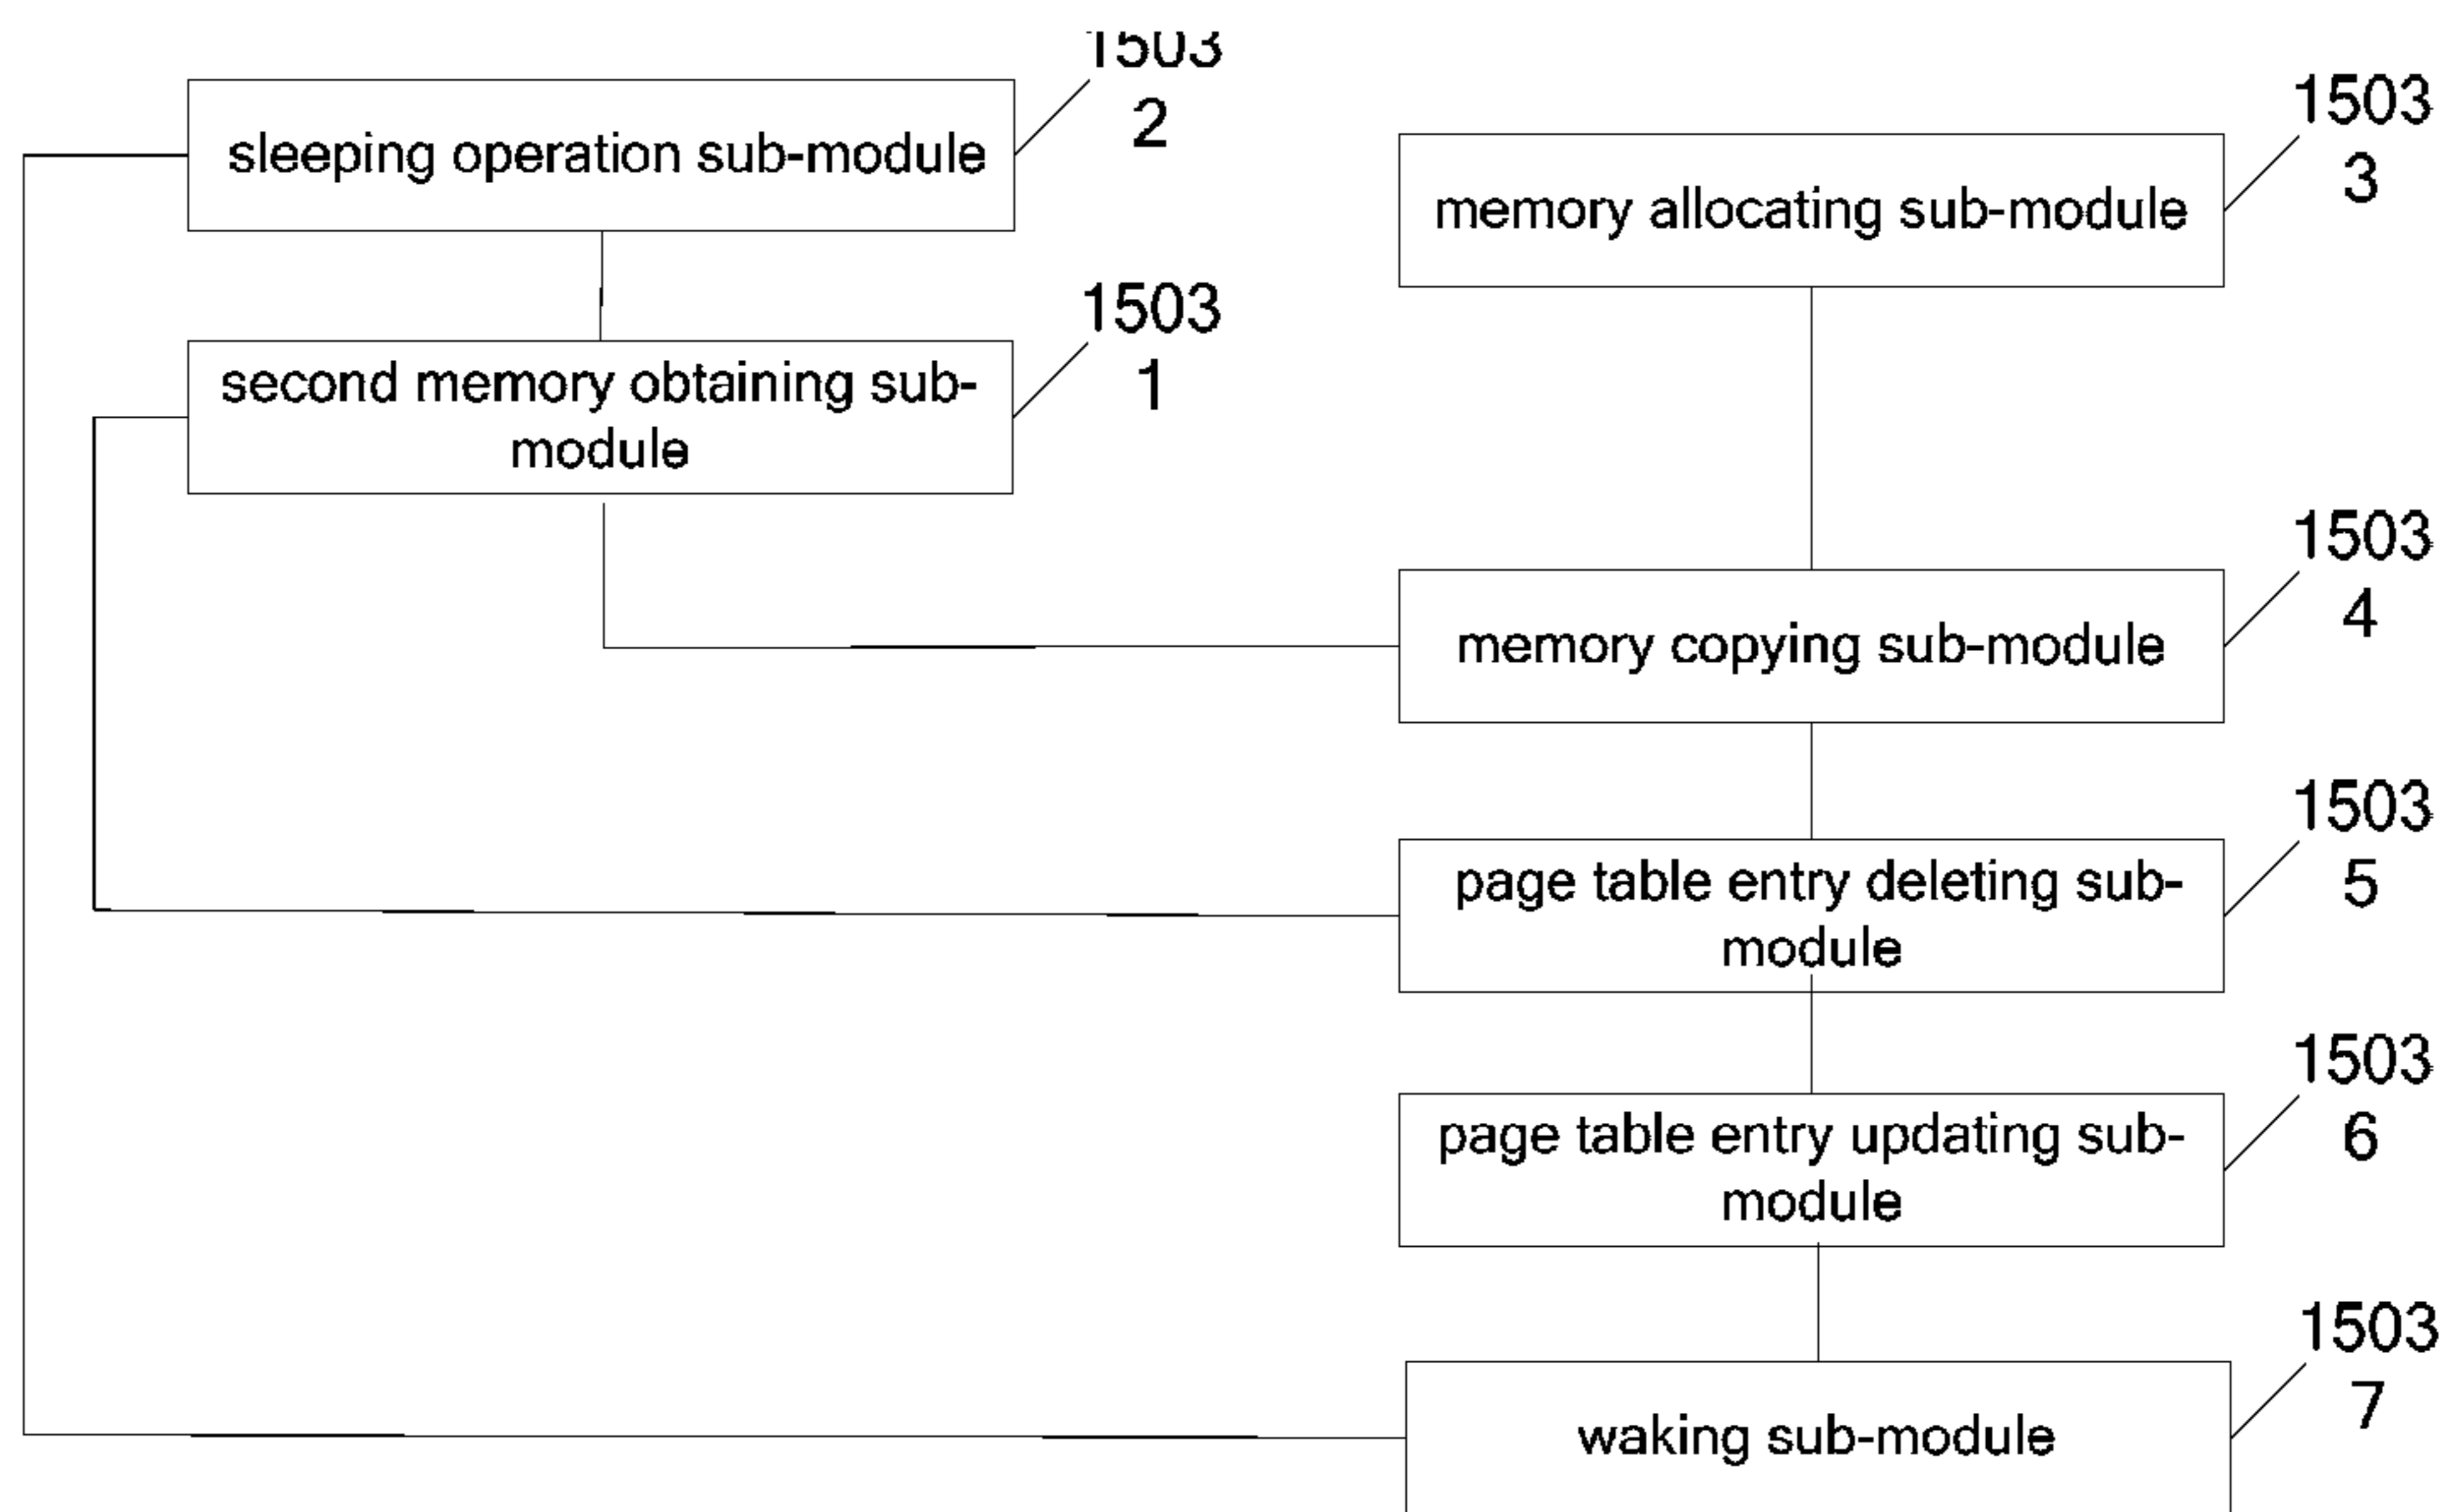 1503
2
sleeping operation sub-module
1503
3
memory allocating sub-module
1503
1
second memory obtaining sub-
module
1503
4
memory copying sub-module
1503
5
page table entry deleting sub-
module
1503
6
page table entry updating sub-
module
1503
7
waking sub-module